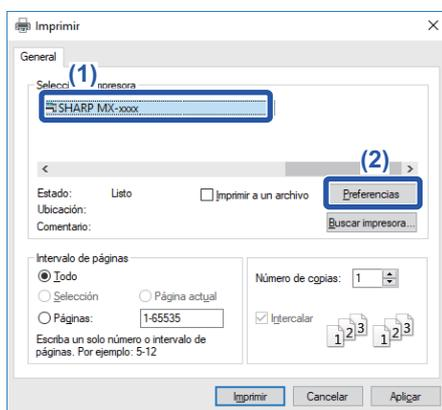 Imprimir
General
(1)
SHARP MX-xxxx
(2)
Estado: Listo
Imprimir a un archivo
Preferencias
Ubicación:
Comentario:
Buscar impresora...
Intervalo de páginas
Todo
Selección
Página actual
Páginas:
1-65535
Escriba un solo número o intervalo de
páginas. Por ejemplo: 5-12
Número de copias: 1
Intercalar
1 2 3 1 2 3
Imprimir Cancelar Aplicar